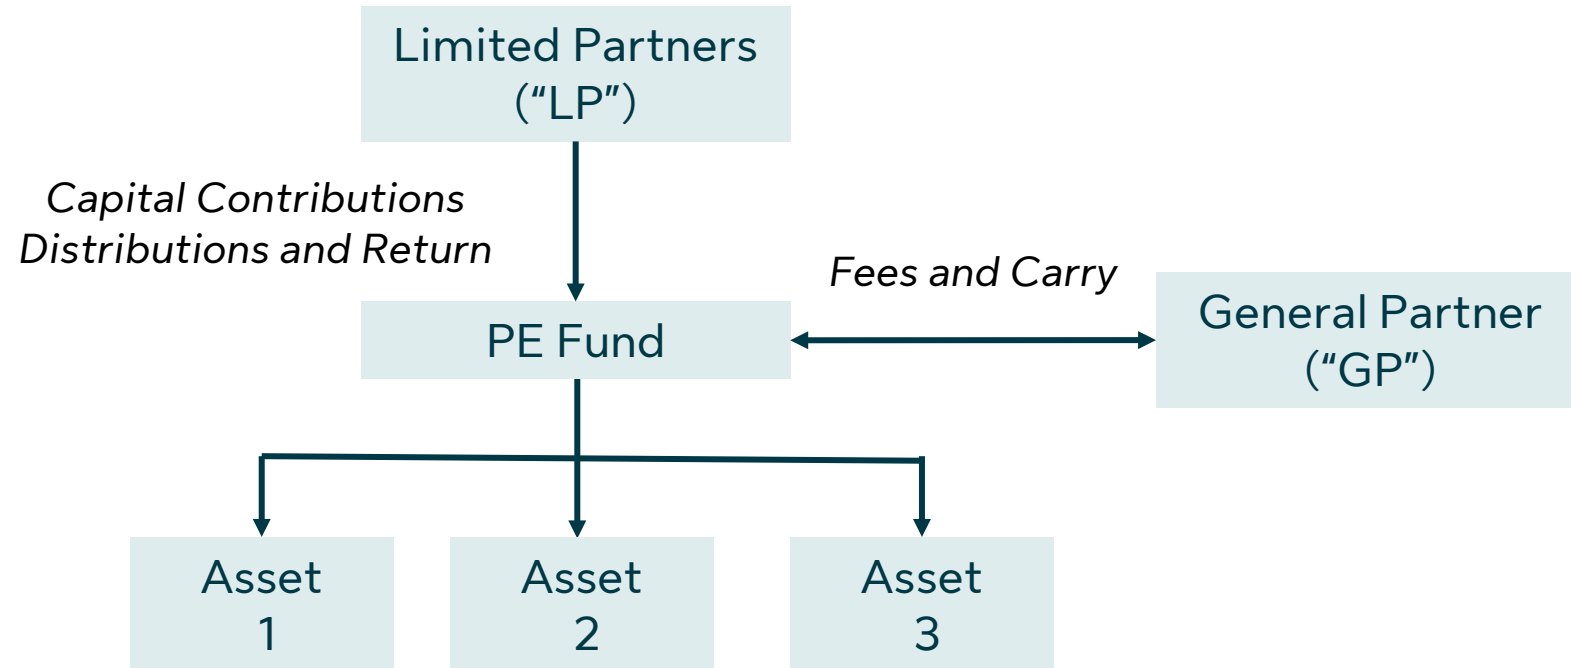 Limited Partners
(“LP”)
Capital Contributions
Distributions and Return
Fees and Carry
General Partner
(“GP”)
PE Fund
Asset
1
Asset
2
Asset
3